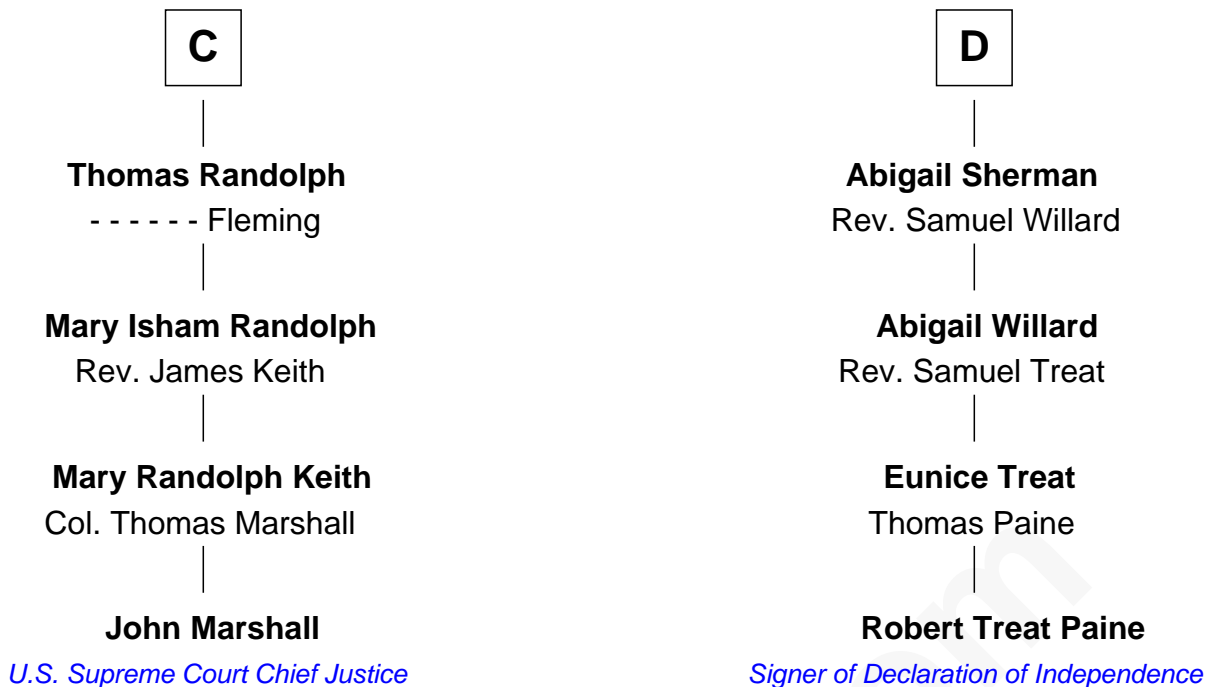 C
Thomas Randolph
- - - - - - Fleming
Mary Isham Randolph
Rev. James Keith
Mary Randolph Keith
Col. Thomas Marshall
John Marshall
U.S. Supreme Court Chief Justice
D
Abigail Sherman
Rev. Samuel Willard
Abigail Willard
Rev. Samuel Treat
Eunice Treat
Thomas Paine
Robert Treat Paine
Signer of Declaration of Independence